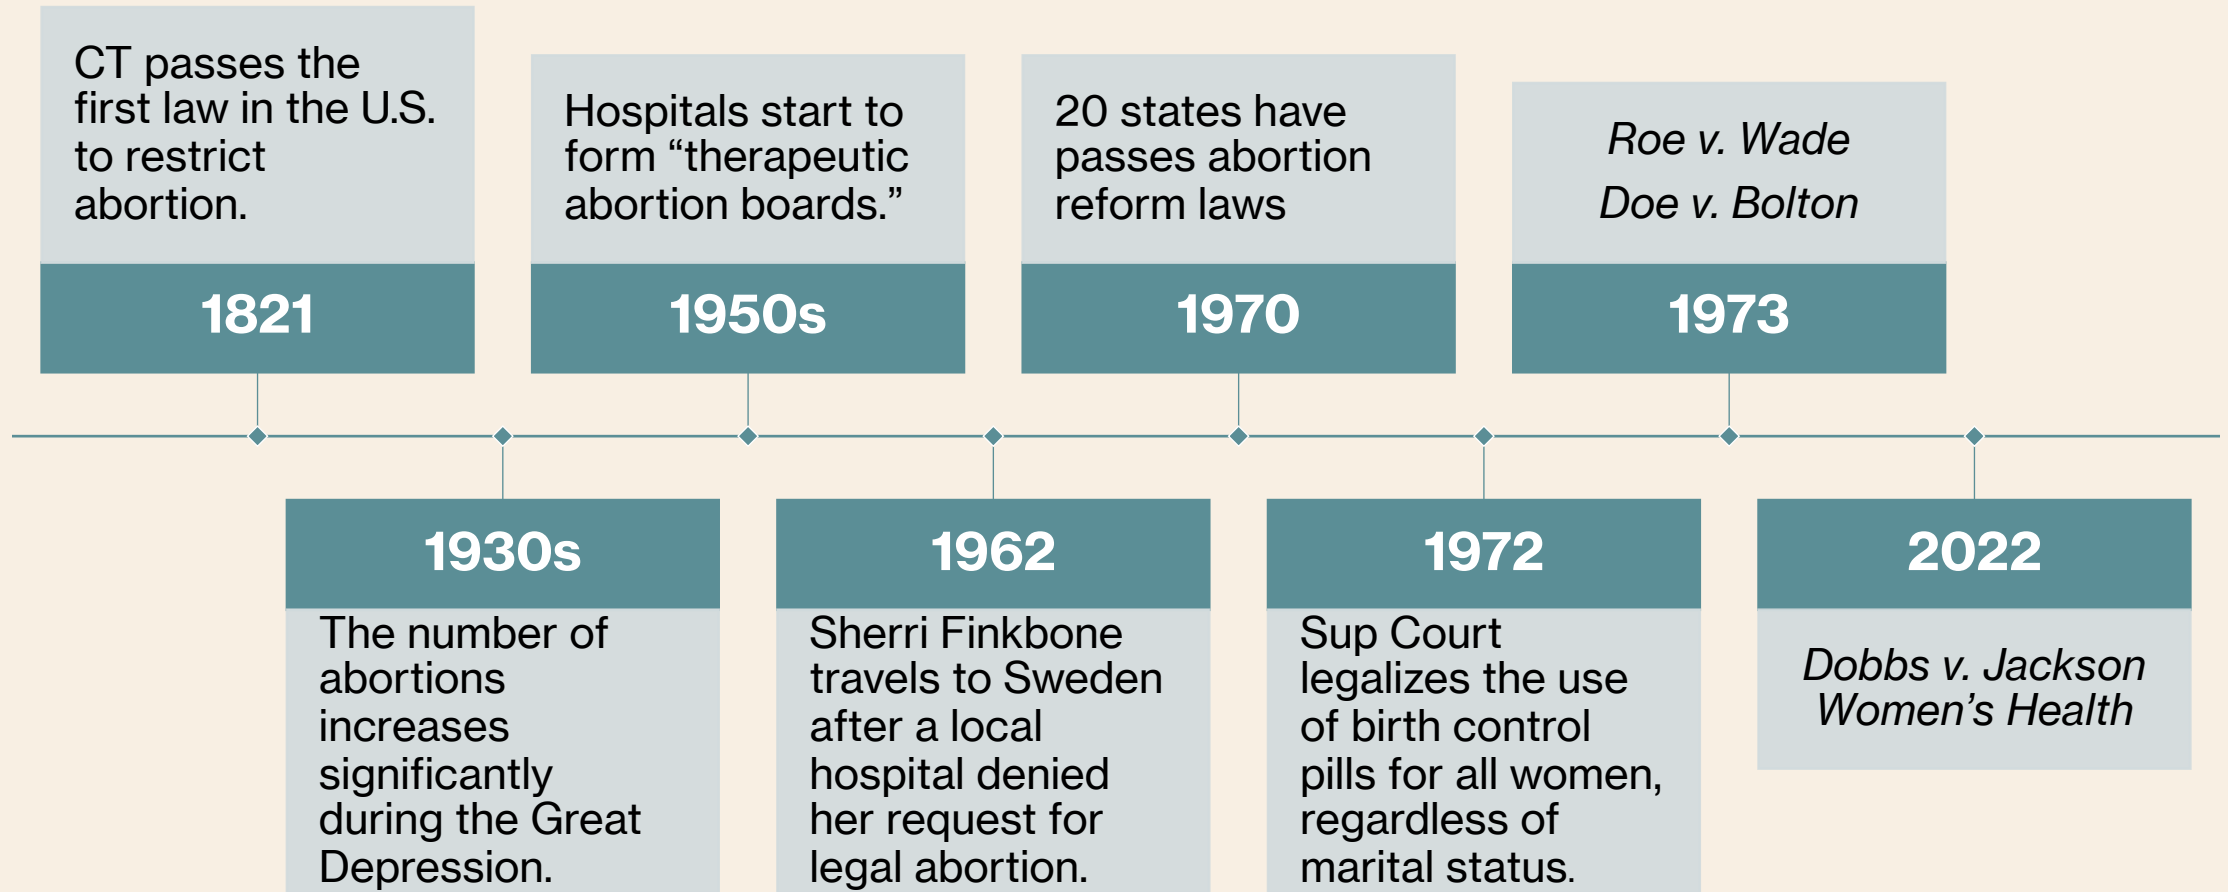 CT passes the
first law in the U.S.
to restrict
abortion.
1821
Hospitals start to
form “therapeutic
abortion boards.”
1950s
20 states have
passes abortion
reform laws
1970
Roe v. Wade
Doe v. Bolton
1973
1930s
The number of
abortions
increases
significantly
during the Great
Depression.
1962
Sherri Finkbone
travels to Sweden
after a local
hospital denied
her request for
legal abortion.
1972
Sup Court
legalizes the use
of birth control
pills for all women,
regardless of
marital status.
2022
Dobbs v. Jackson
Women’s Health